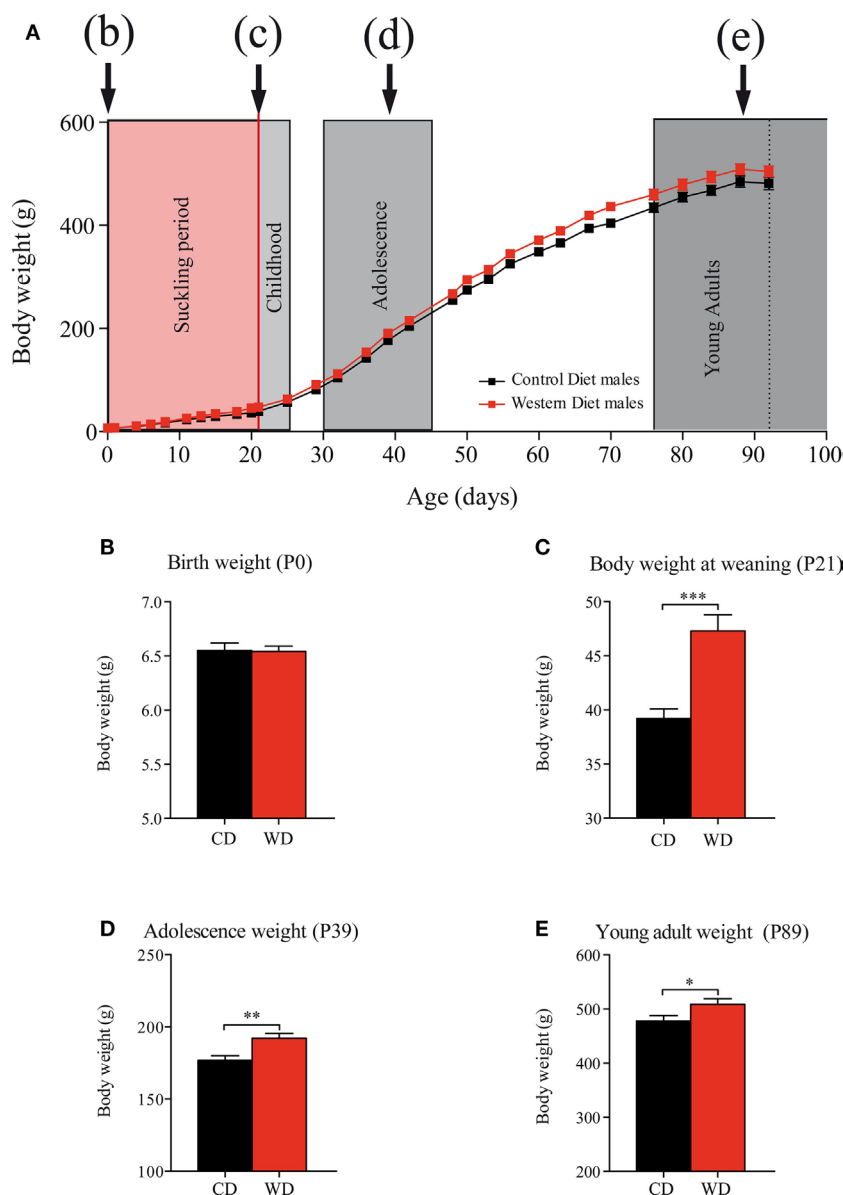 A
(b) (c) (d) (e)
600
400
200
0
Body weight (g)
Suckling period
Childhood
Adolescence
Young Adults
Control Diet males
Western Diet males
0 10 20 30 40 50 60 70 80 90 100
Age (days)
B
Birth weight (P0)
7.0
6.5
6.0
5.5
5.0
Body weight (g)
CD WD
C
Body weight at weaning (P21)
***
50
45
40
35
30
Body weight (g)
CD WD
D
Adolescence weight (P39)
250
200
150
100
**
Body weight (g)
CD WD
E
Young adult weight (P89)
600
500
400
300
200
*
Body weight (g)
CD WD